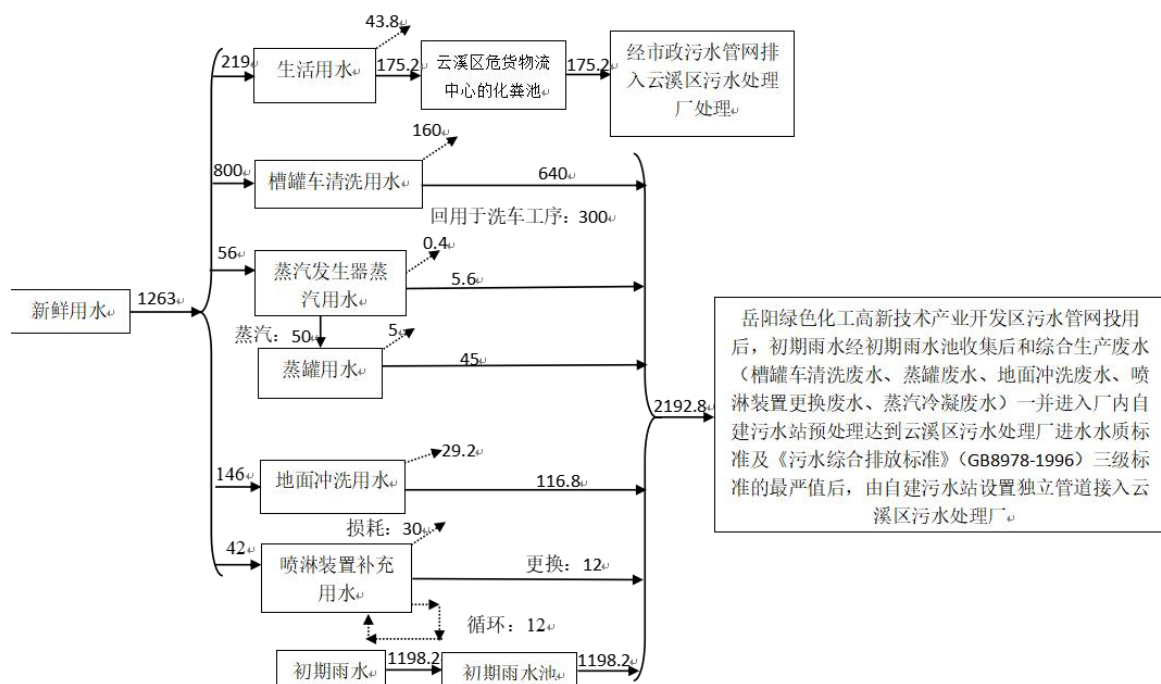 43.8
219
生活用水
175.2
云溪区危货物流
中心的化粪池
175.2
经市政污水管网排
入云溪区污水处理
厂处理
160
800
槽罐车清洗用水
640
回用于洗车工序：300
0.4
56
蒸汽发生器蒸
汽用水
5.6
新鲜用水
1263
蒸汽：50
5
蒸罐用水
45
2192.8
岳阳绿色化工高新技术产业开发区污水管网投用
后，初期雨水经初期雨水池收集后和综合生产废水
（槽罐车清洗废水、蒸罐废水、地面冲洗废水、喷
淋装置更换废水、蒸汽冷凝废水）一并进入厂内自
建污水站预处理达到云溪区污水处理厂进水水质标
准及《污水综合排放标准》（GB8978-1996）三级标
准的最严值后，由自建污水站设置独立管道接入云
溪区污水处理厂
29.2
146
地面冲洗用水
116.8
损耗：30
42
喷淋装置补充
用水
更换：12
循环：12
初期雨水
1198.2
初期雨水池
1198.2